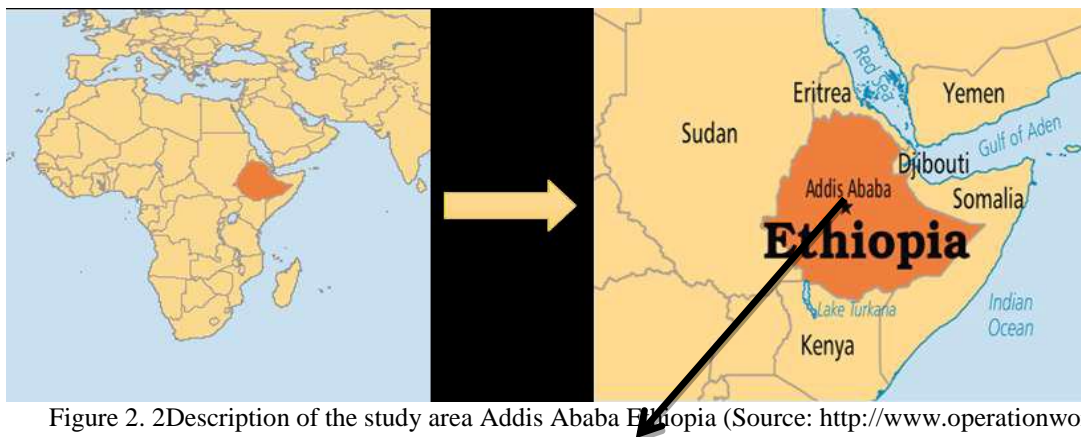 Red Sea
Eritrea
Yemen
Sudan
Gulf of Aden
Djibouti
Addis Ababa
Somalia
Ethiopia
Lake Turkana
Indian
Ocean
Kenya
Figure 2. 2Description of the study area Addis Ababa Ethiopia (Source: http://www.operationwo